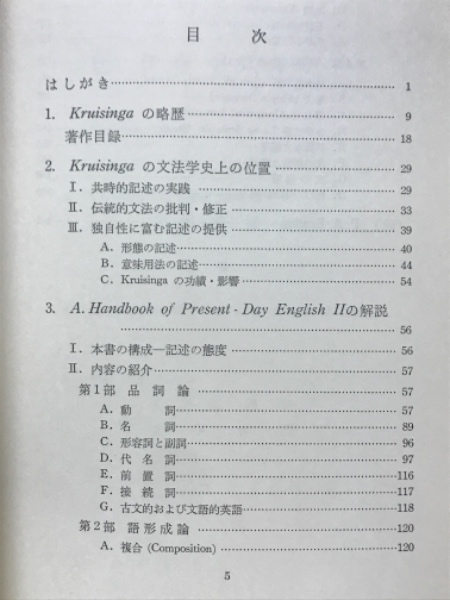 目次
はしがき……1
1. Kruisinga の略歴……9
著作目録……18
2. Kruisinga の文法学史上の位置……29
Ⅰ. 共時的記述の実践……29
Ⅱ. 伝統的文法の批判・修正……33
Ⅲ. 独自性に富む記述の提供……39
A. 形態の記述……40
B. 意味用法の記述……44
C. Kruisinga の功績・影響……54
3. A. Handbook of Present - Day English IIの解説
……56
Ⅰ. 本書の構成―記述の態度……56
Ⅱ. 内容の紹介……57
第1部 品詞論……57
A. 動詞……57
B. 名詞……89
C. 形容詞と副詞……96
D. 代名詞……97
E. 前置詞……116
F. 接続詞……117
G. 古文的および文語的英語……118
第2部 語形成論……120
A. 複合 (Composition)……120
5